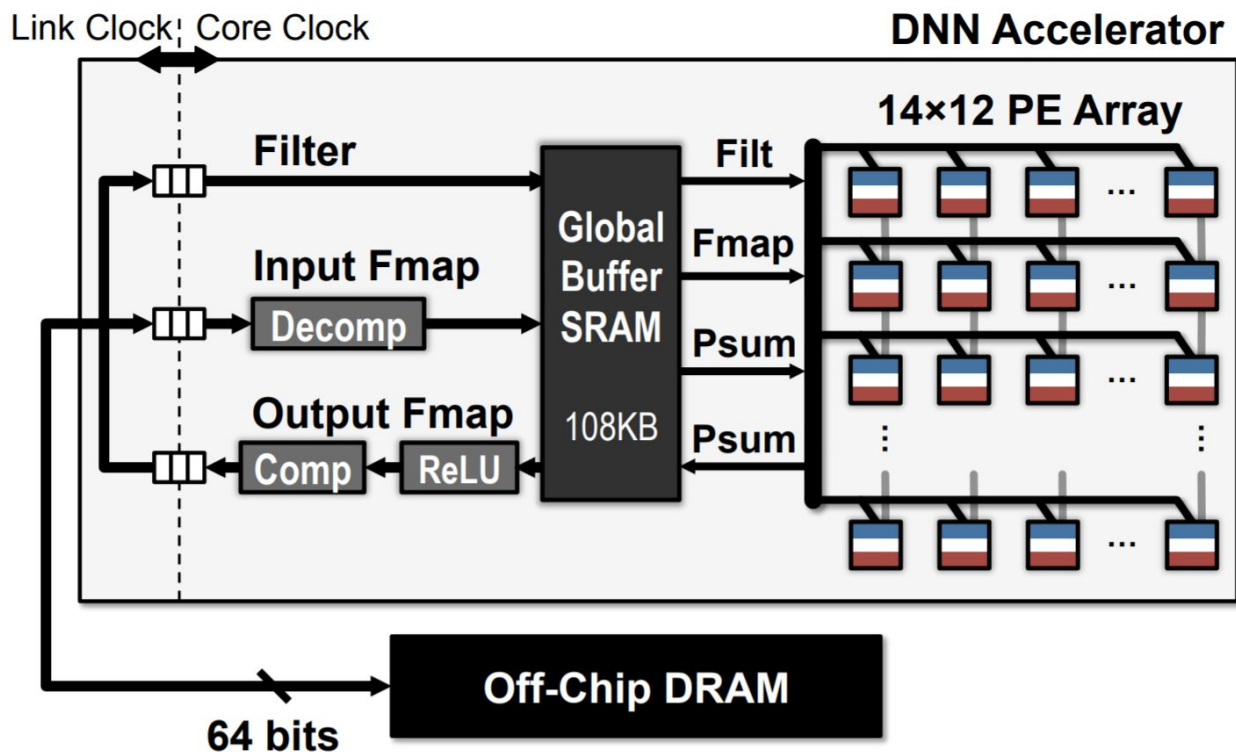 Link Clock
Core Clock
DNN Accelerator
14×12 PE Array
Filter
Filt
Global
Buffer
SRAM
108KB
Input Fmap
Fmap
Decomp
Psum
Output Fmap
Psum
Comp
ReLU
...
...
...
...
...
...
Off-Chip DRAM
64 bits